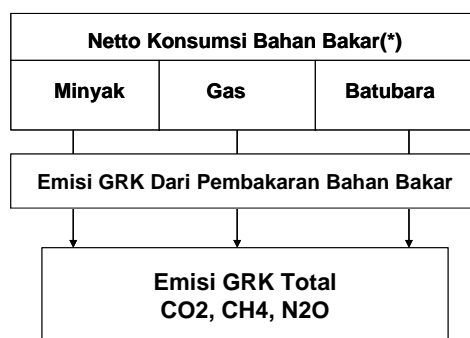 Netto Konsumsi Bahan Bakar(*)
Minyak Gas Batubara
Emisi GRK Dari Pembakaran Bahan Bakar
Emisi GRK Total
CO2, CH4, N2O